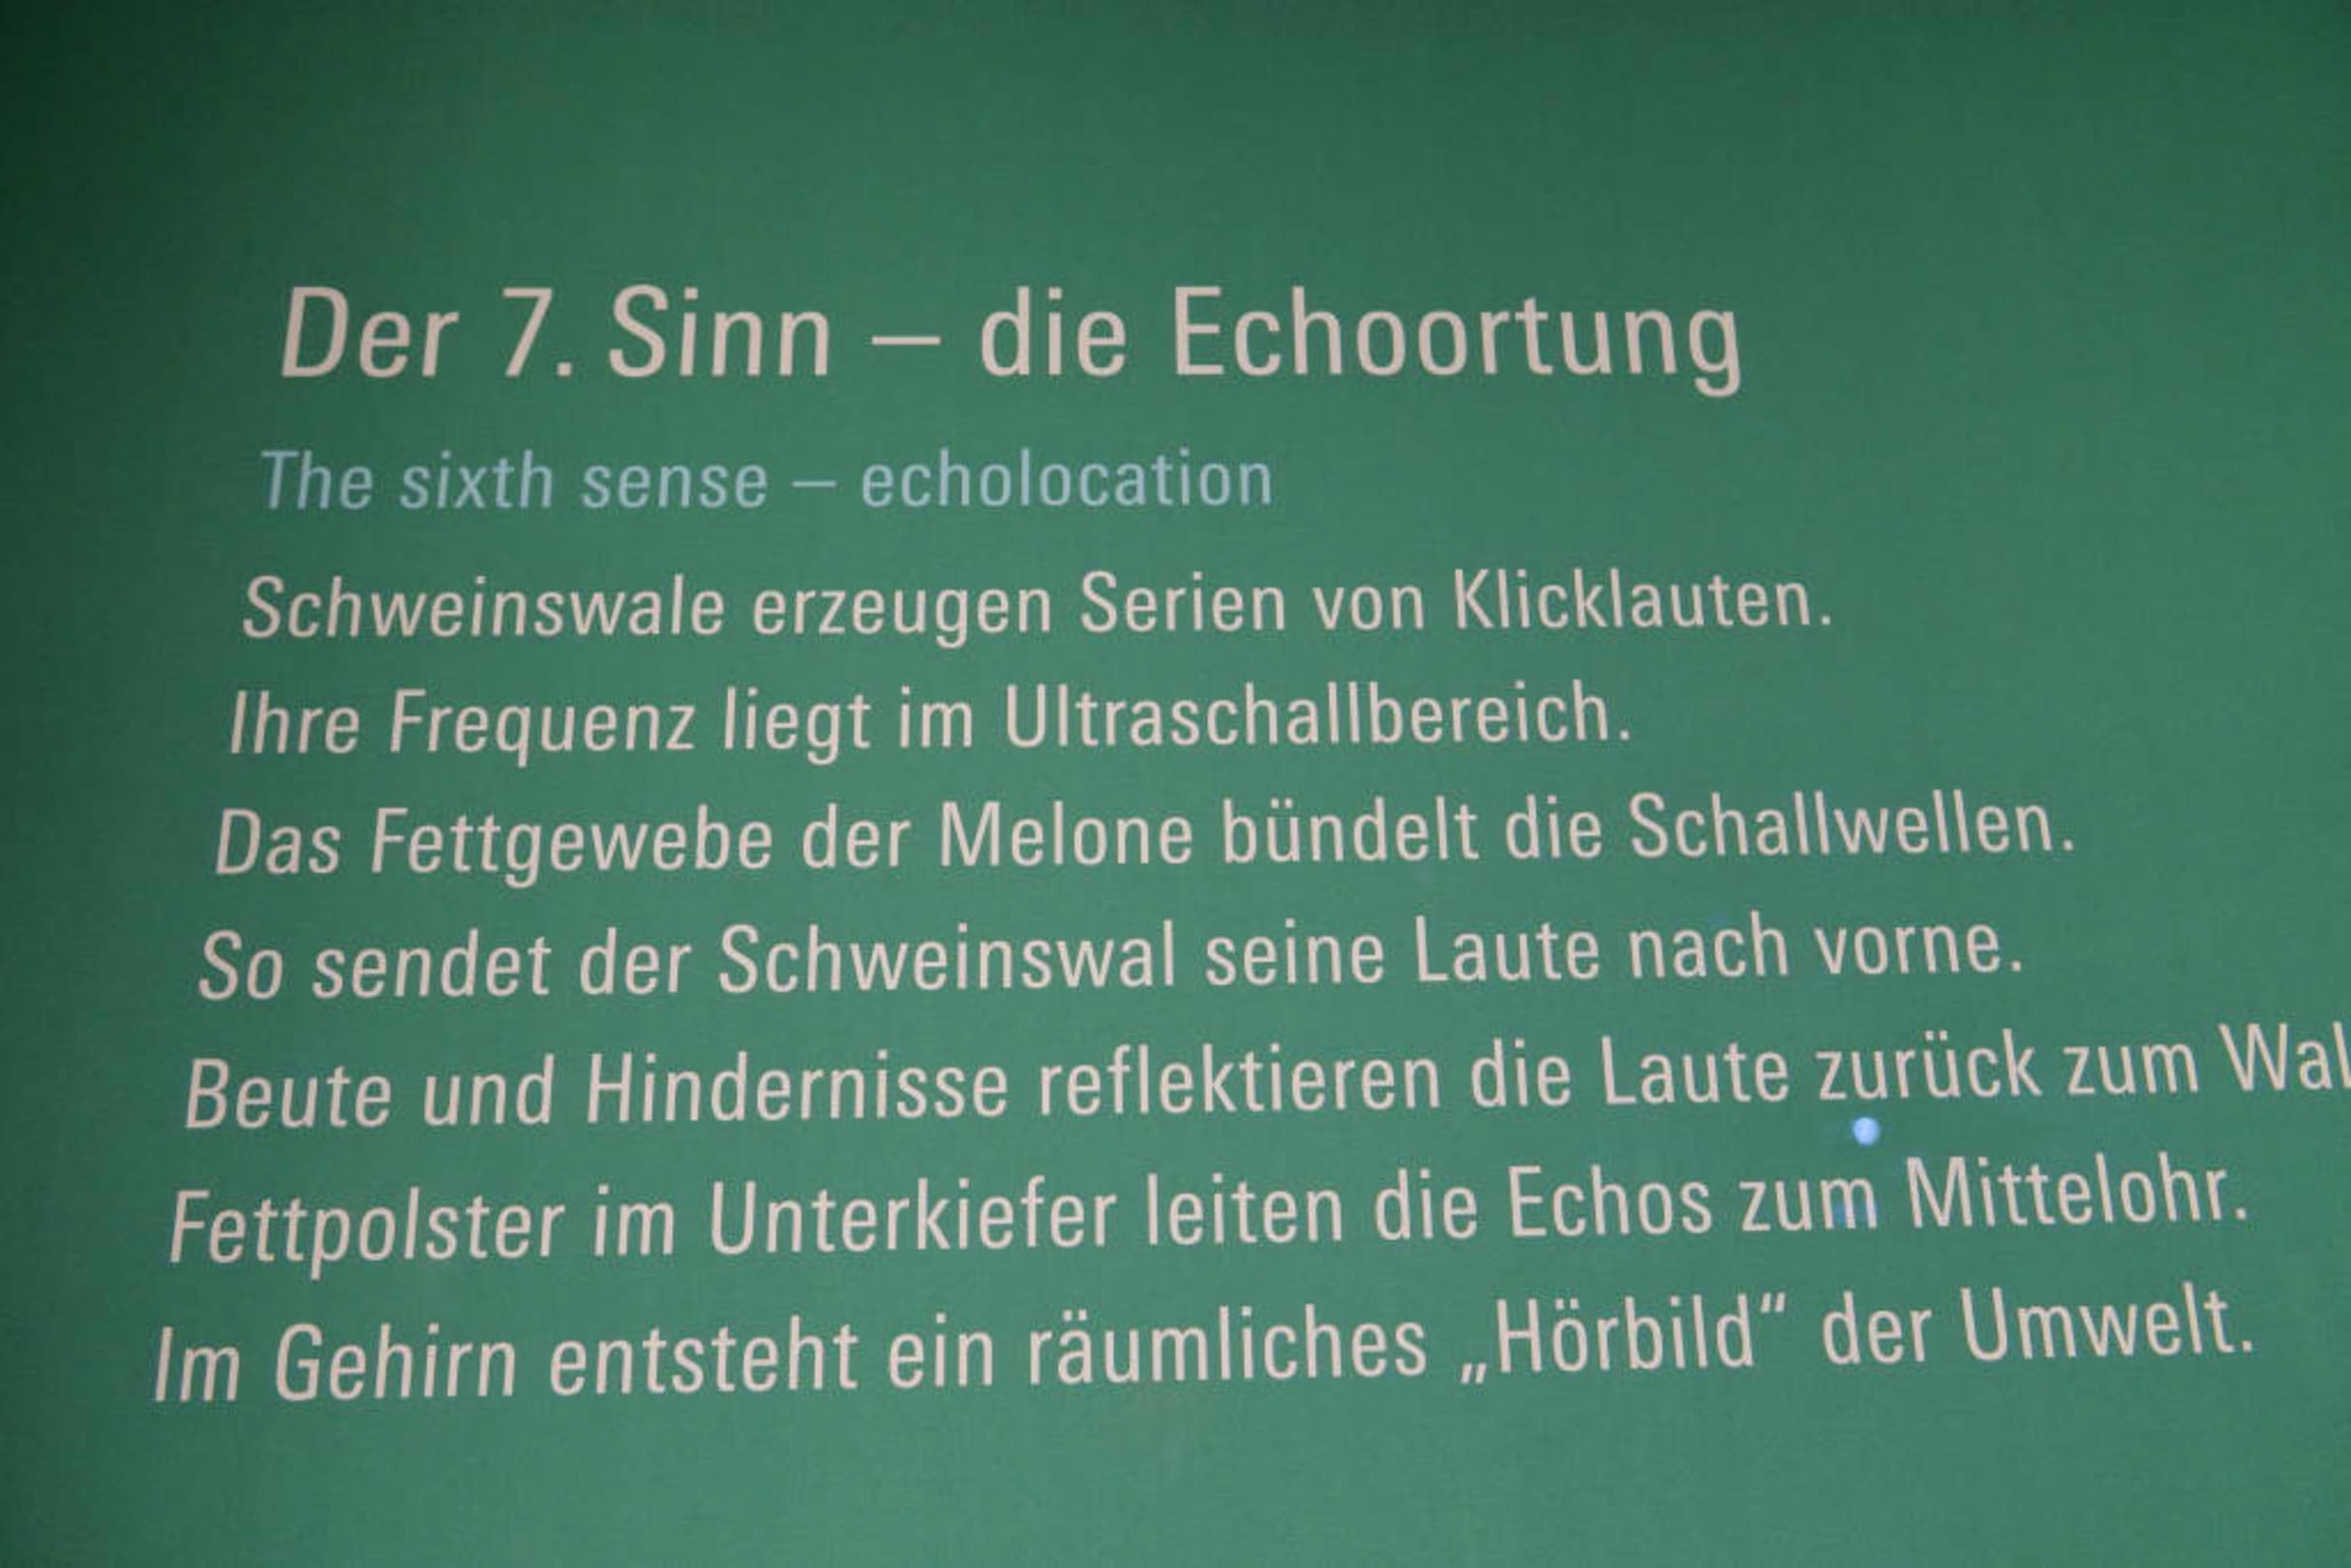 Der 7. Sinn – die Echoortung
The sixth sense – echolocation
Schweinswale erzeugen Serien von Klicklauten.
Ihre Frequenz liegt im Ultraschallbereich.
Das Fettgewebe der Melone bündelt die Schallwellen.
So sendet der Schweinswal seine Laute nach vorne.
Beute und Hindernisse reflektieren die Laute zurück zum Wal
Fettpolster im Unterkiefer leiten die Echos zum Mittelohr.
Im Gehirn entsteht ein räumliches „Hörbild“ der Umwelt.